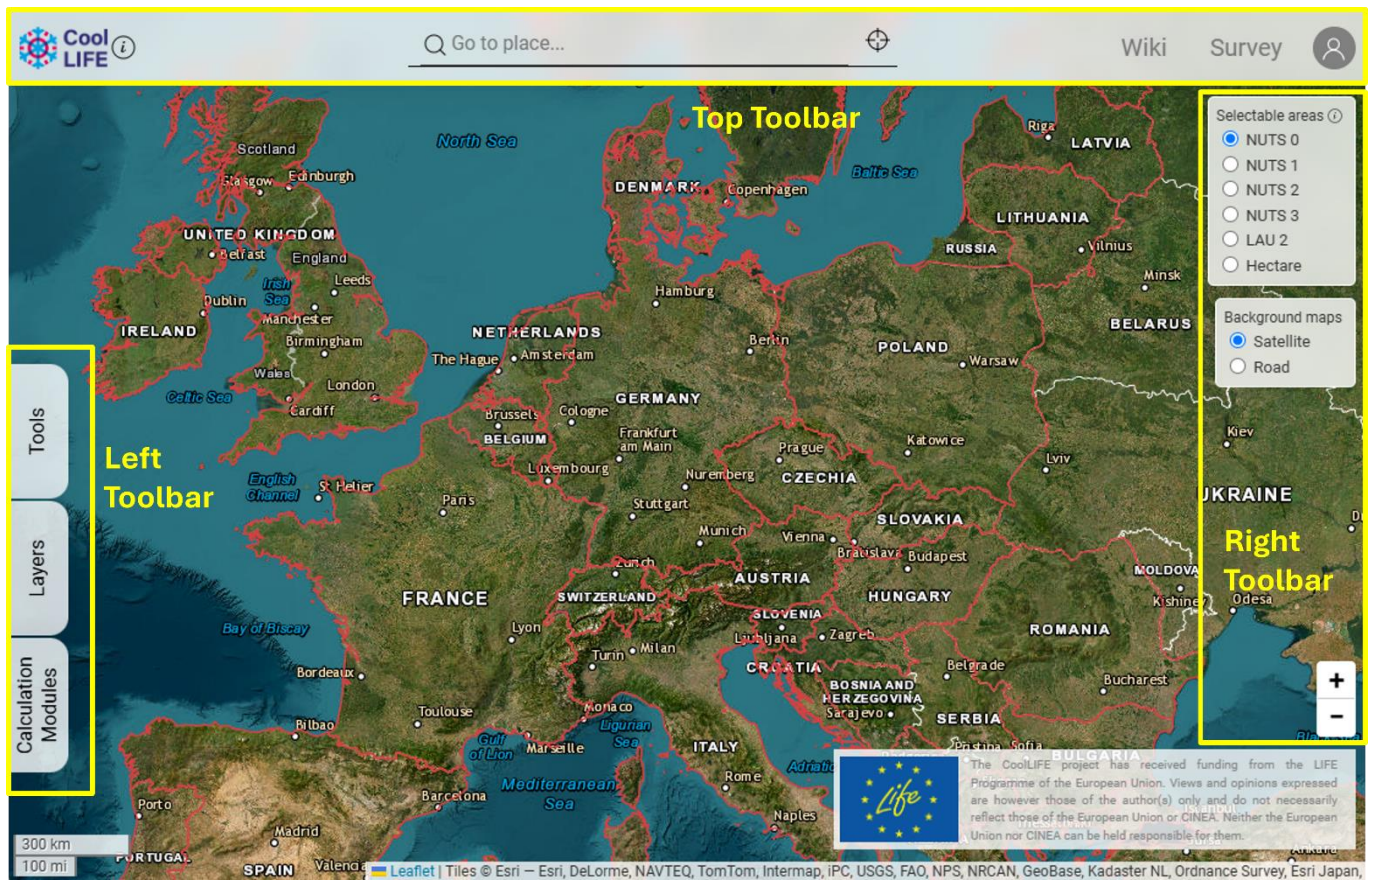 Cool
LIFE
Go to place...
Wiki
Survey
Top Toolbar
Selectable areas
NUTS 0
NUTS 1
NUTS 2
NUTS 3
LAU 2
Hectare
Background maps
Satellite
Road
Tools
Layers
Calculation
Modules
Left
Toolbar
Right
Toolbar
+
−
North Sea
Scotland
Glasgow
Edinburgh
UNITED KINGDOM
Belfast
England
Irish
Sea
Leeds
Dublin
Manchester
IRELAND
Birmingham
Wales
London
Celtic Sea
Cardiff
English
Channel
St Helier
DENMARK
Copenhagen
Baltic Sea
Riga
LATVIA
LITHUANIA
RUSSIA
Vilnius
Minsk
BELARUS
Hamburg
NETHERLANDS
The Hague
Amsterdam
Berlin
POLAND
Warsaw
GERMANY
Brussels
Cologne
BELGIUM
Frankfurt
am Main
Prague
Katowice
Kiev
Lviv
Luxembourg
Nuremberg
CZECHIA
Paris
Stuttgart
UKRAINE
SLOVAKIA
Munich
Vienna
Bratislava
Budapest
Zurich
AUSTRIA
MOLDOVA
FRANCE
SWITZERLAND
HUNGARY
Kishinev
Odesa
SLOVENIA
Bay of Biscay
Lyon
Ljubljana
Zagreb
ROMANIA
Turin
Milan
Bordeaux
CROATIA
Belgrade
BOSNIA AND
HERZEGOVINA
Bucharest
Toulouse
Monaco
Sarajevo
SERBIA
Bilbao
Ligurian
Sea
Gulf
of Lion
Marseille
ITALY
Pristina
Sofia
BULGARIA
Adriatic
Mediterranean
Sea
Rome
Barcelona
Porto
Naples
Madrid
PORTUGAL
SPAIN
Valencia
Istanbul
Bursa
Ankara
300 km
100 mi
Life
The CoolLIFE project has received funding from the LIFE
Programme of the European Union. Views and opinions expressed
are however those of the author(s) only and do not necessarily
reflect those of the European Union or CINEA. Neither the European
Union nor CINEA can be held responsible for them.
Leaflet | Tiles © Esri — Esri, DeLorme, NAVTEQ, TomTom, Intermap, iPC, USGS, FAO, NPS, NRCAN, GeoBase, Kadaster NL, Ordnance Survey, Esri Japan,